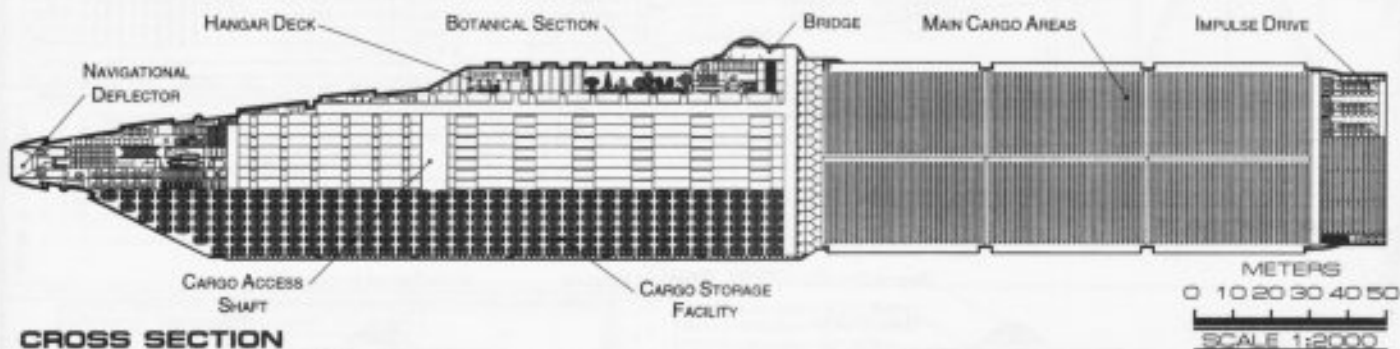 HANGAR DECK
BOTANICAL SECTION
BRIDGE
MAIN CARGO AREAS
IMPULSE DRIVE
NAVIGATIONAL
DEFLECTOR
CARGO ACCESS
SHAFT
CARGO STORAGE
FACILITY
METERS
0 10 20 30 40 50
SCALE 1:2000
CROSS SECTION